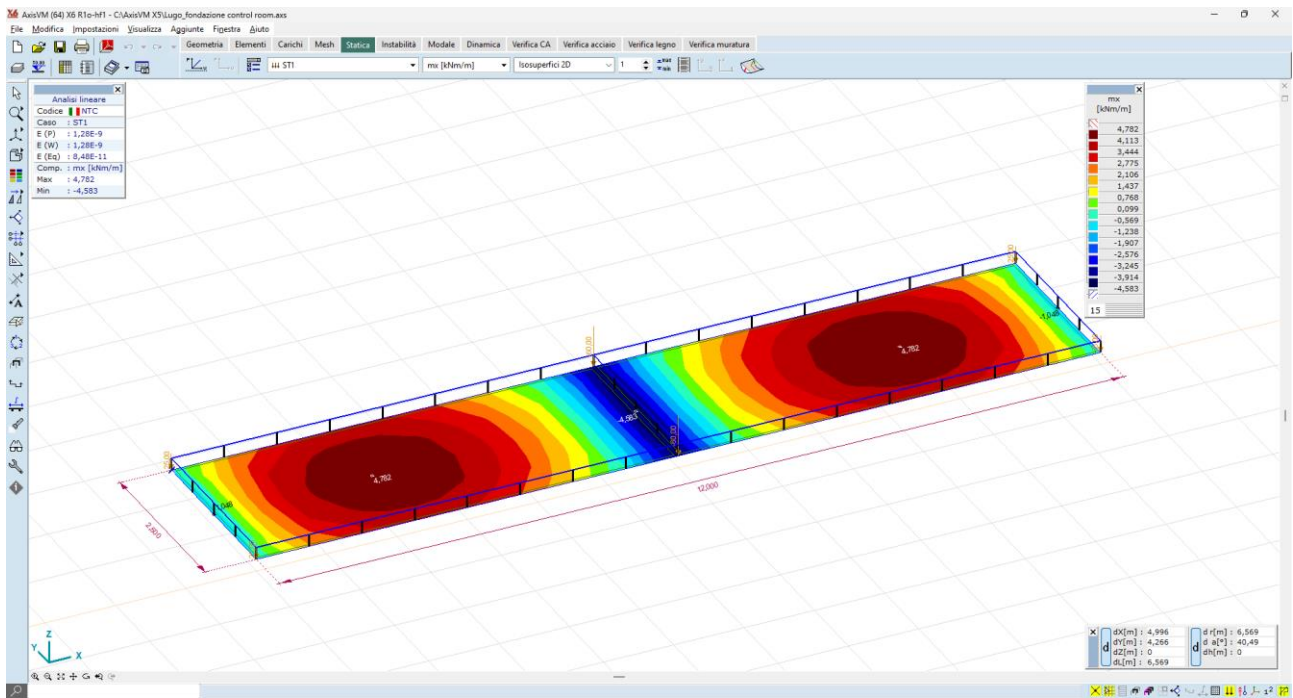 AxisVM (64) X6 R1o-hf1 - C:\AxisVM X5\Lugo_fondazione control room.axs
File Modifica Impostazioni Visualizza Aggiunte Finestra Aiuto
Geometria Elementi Carichi Mesh Statica Instabilità Modale Dinamica Verifica CA Verifica acciaio Verifica legno Verifica muratura
ST1 mx [kNm/m] Isosuperfici 2D 1
Analisi lineare
Codice NTC
Caso : ST1
E (P) : 1,28E-9
E (W) : 1,28E-9
E (Eq) : 8,48E-11
Comp. : mx [kNm/m]
Max : 4,782
Min : -4,583
mx
[kNm/m]
4,782
4,113
3,444
2,775
2,106
1,437
0,768
0,099
-0,569
-1,238
-1,907
-2,576
-3,245
-3,914
-4,583
15
-1,048
4,782
-4,583
4,782
12,000
2,500
Z
Y
X
dX[m] : 4,996
dY[m] : 4,266
dZ[m] : 0
dL[m] : 6,569
d
d r[m] : 6,569
d a[°] : 40,49
dh[m] : 0